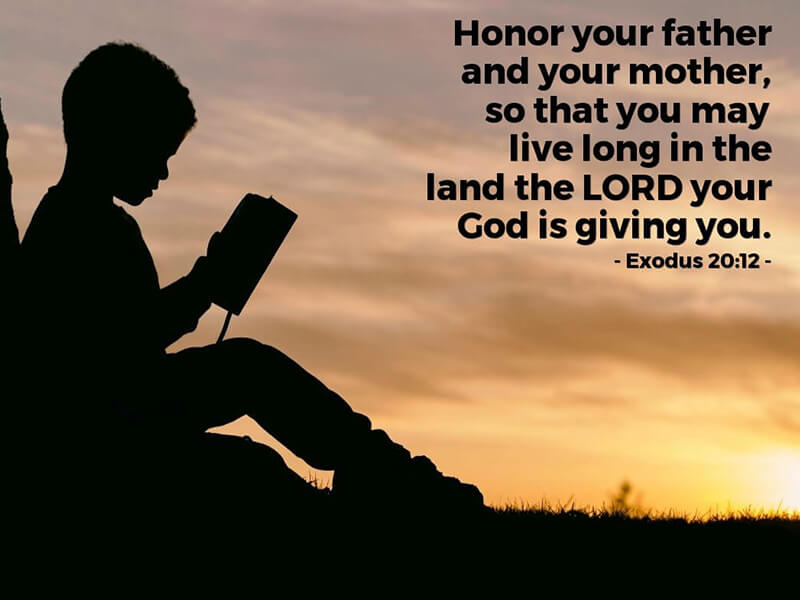 Honor your father
and your mother,
so that you may
live long in the
land the LORD your
God is giving you.
- Exodus 20:12 -